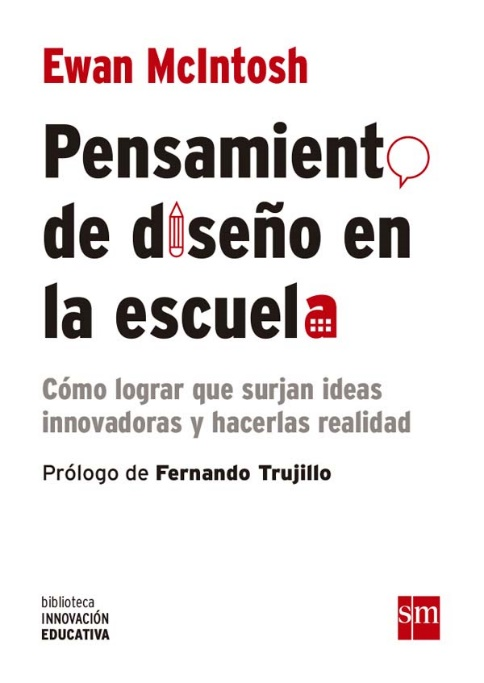 Ewan McIntosh
Pensamiento
de diseño en
la escuela
Cómo lograr que surjan ideas
innovadoras y hacerlas realidad
Prólogo de Fernando Trujillo
biblioteca
INNOVACIÓN
EDUCATIVA
sm